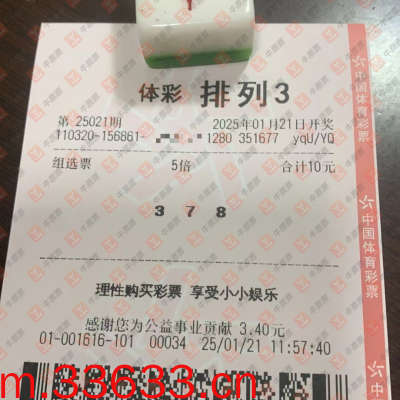 体彩 排列3
第 25021期 2025年01月21日开奖
110320-156861- 1280 351677 yqU/YQ
组选票 5倍 合计10元
3 7 8
理性购买彩票 享受小小娱乐
感谢您为公益事业贡献 3.40元
01-001616-101 00034 25/01/21 11:57:40
中国体育彩票
中国体育彩票
m.33633.cn